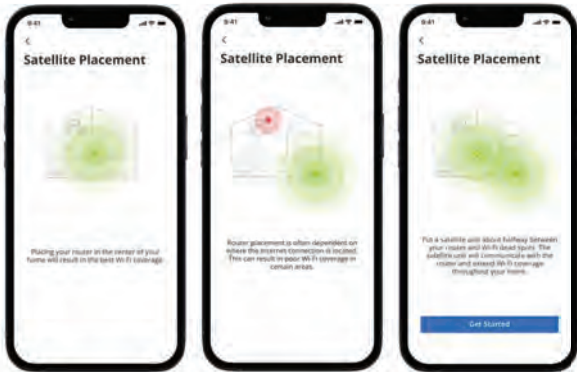 9:41
Satellite Placement
Placing your router in the center of your
home will result in the best Wi-Fi coverage
9:41
Satellite Placement
Router placement is often dependent on
where the Internet connection is located.
This can result in poor Wi-Fi coverage in
certain areas.
9:41
Satellite Placement
Put a satellite unit about halfway between
your router and Wi-Fi dead spots. The
satellite unit will communicate with the
router and extend Wi-Fi coverage
throughout your home.
Get Started